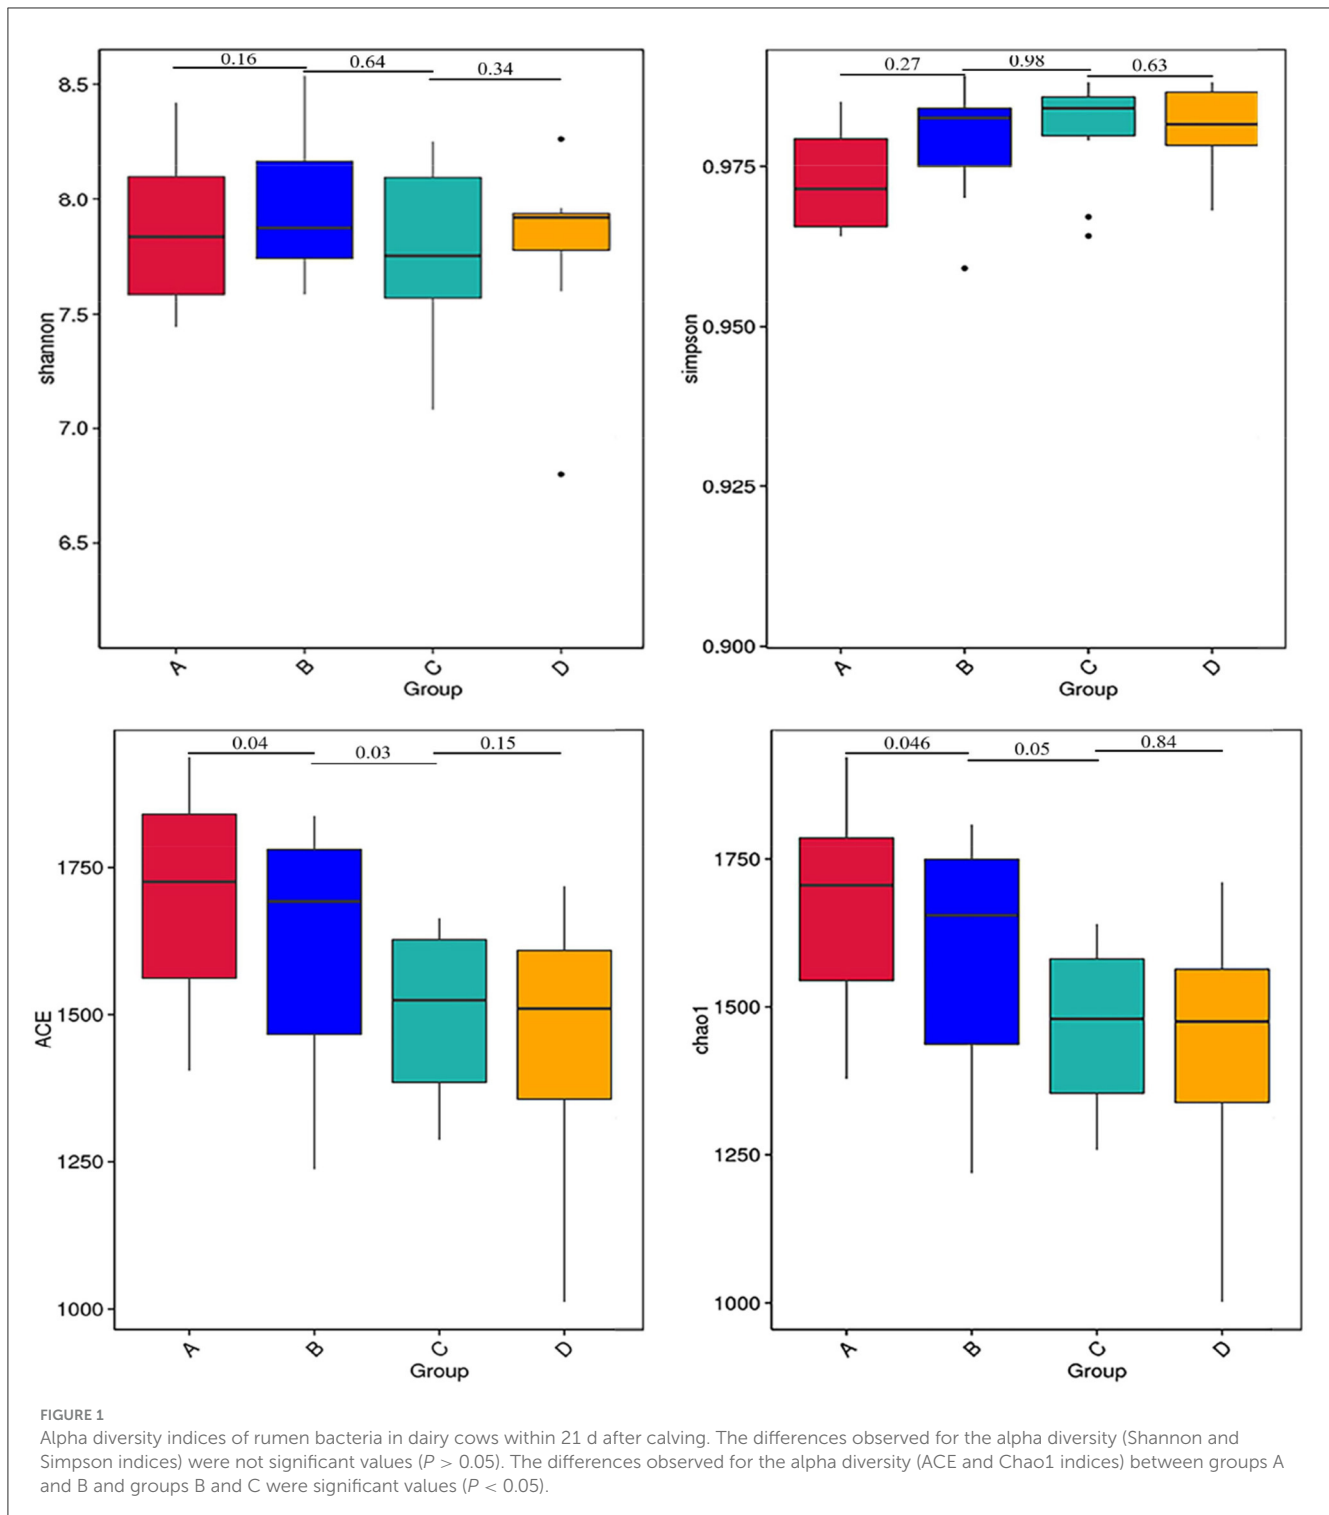 0.16
0.64
0.34
8.5
8.0
7.5
7.0
6.5
shannon
A
B
C
D
Group
0.27
0.98
0.63
0.975
0.950
0.925
0.900
simpson
A
B
C
D
Group
0.04
0.03
0.15
1750
1500
1250
1000
ACE
A
B
C
D
Group
0.046
0.05
0.84
1750
1500
1250
1000
chao1
A
B
C
D
Group
FIGURE 1
Alpha diversity indices of rumen bacteria in dairy cows within 21 d after calving. The differences observed for the alpha diversity (Shannon and
Simpson indices) were not significant values (P > 0.05). The differences observed for the alpha diversity (ACE and Chao1 indices) between groups A
and B and groups B and C were significant values (P < 0.05).